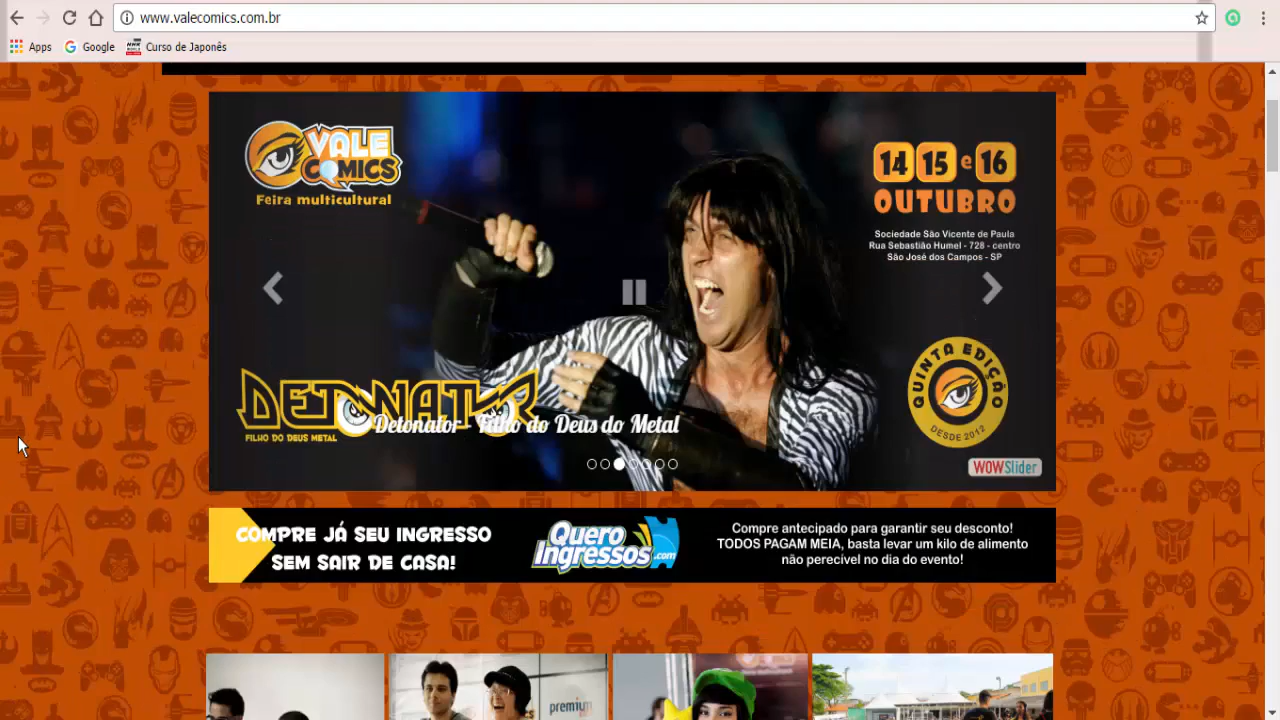 www.valecomics.com.br
Apps
Google
Curso de Japonês
VALE
COMICS
Feira multicultural
14 15 e 16
OUTUBRO
Sociedade São Vicente de Paula
Rua Sebastião Humel - 728 - centro
São José dos Campos - SP
DETONATOR
FILHO DO DEUS METAL
Detonator - Filho do Deus do Metal
QUINTA EDIÇÃO
DESDE 2012
WOWSlider
COMPRE JÁ SEU INGRESSO
SEM SAIR DE CASA!
Quero
Ingressos.com
Compre antecipado para garantir seu desconto!
TODOS PAGAM MEIA, basta levar um kilo de alimento
não perecivel no dia do evento!
premium